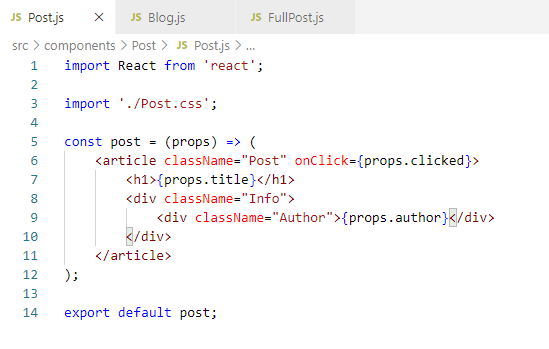 JS Post.js × JS Blog.js JS FullPost.js
src > components > Post > JS Post.js > ...
1 import React from 'react';
2
3 import './Post.css';
4
5 const post = (props) => (
6     <article className="Post" onClick={props.clicked}>
7         <h1>{props.title}</h1>
8         <div className="Info">
9             <div className="Author">{props.author}</div>
10         </div>
11     </article>
12 );
13
14 export default post;